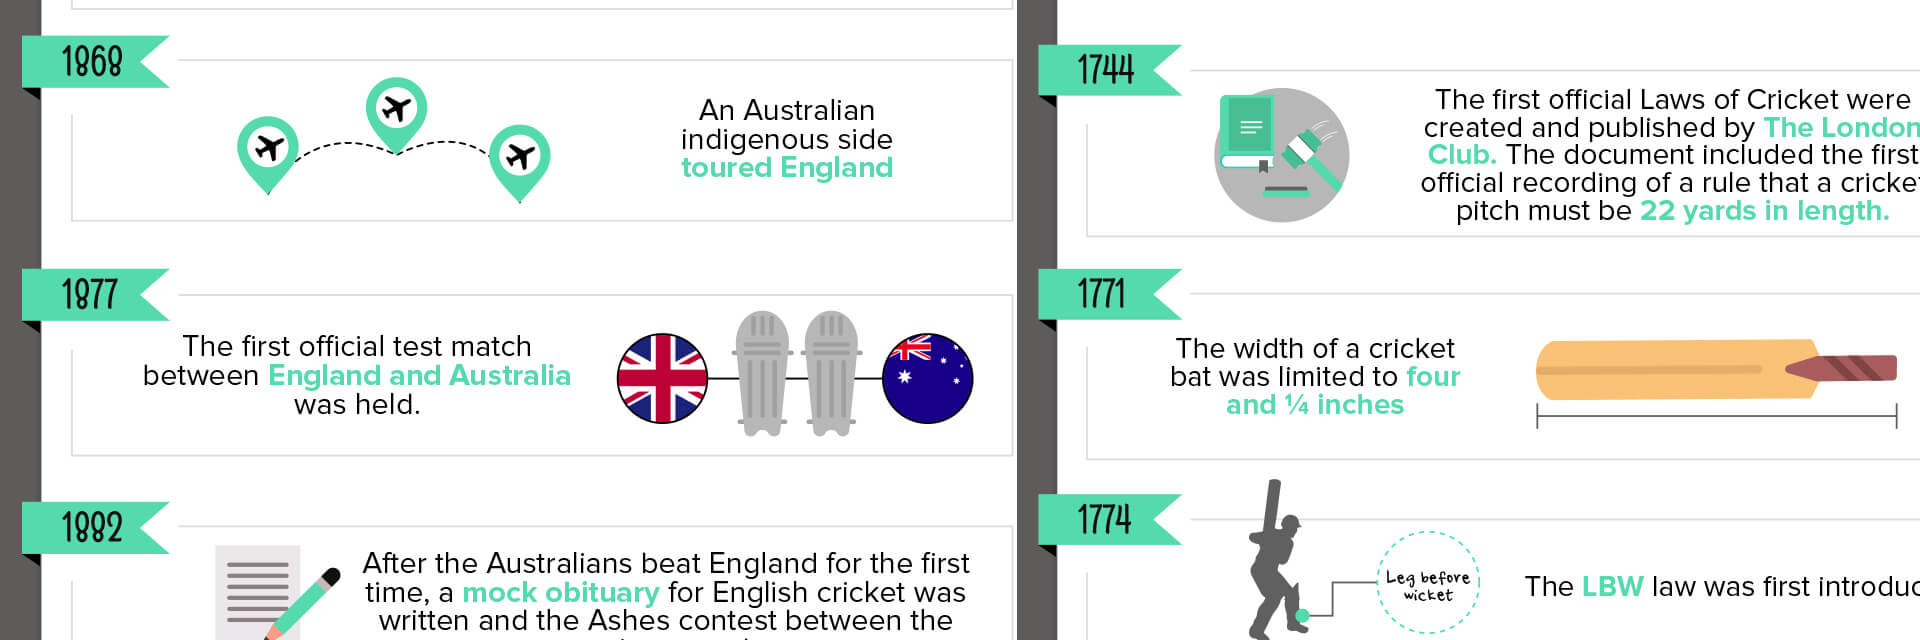 1868
An Australian
indigenous side
toured England
1877
The first official test match
between England and Australia
was held.
1882
After the Australians beat England for the first
time, a mock obituary for English cricket was
written and the Ashes contest between the
1744
The first official Laws of Cricket were
created and published by The London
Club. The document included the first
official recording of a rule that a cricket
pitch must be 22 yards in length.
1771
The width of a cricket
bat was limited to four
and ¼ inches
1774
Leg before
wicket
The LBW law was first introduc